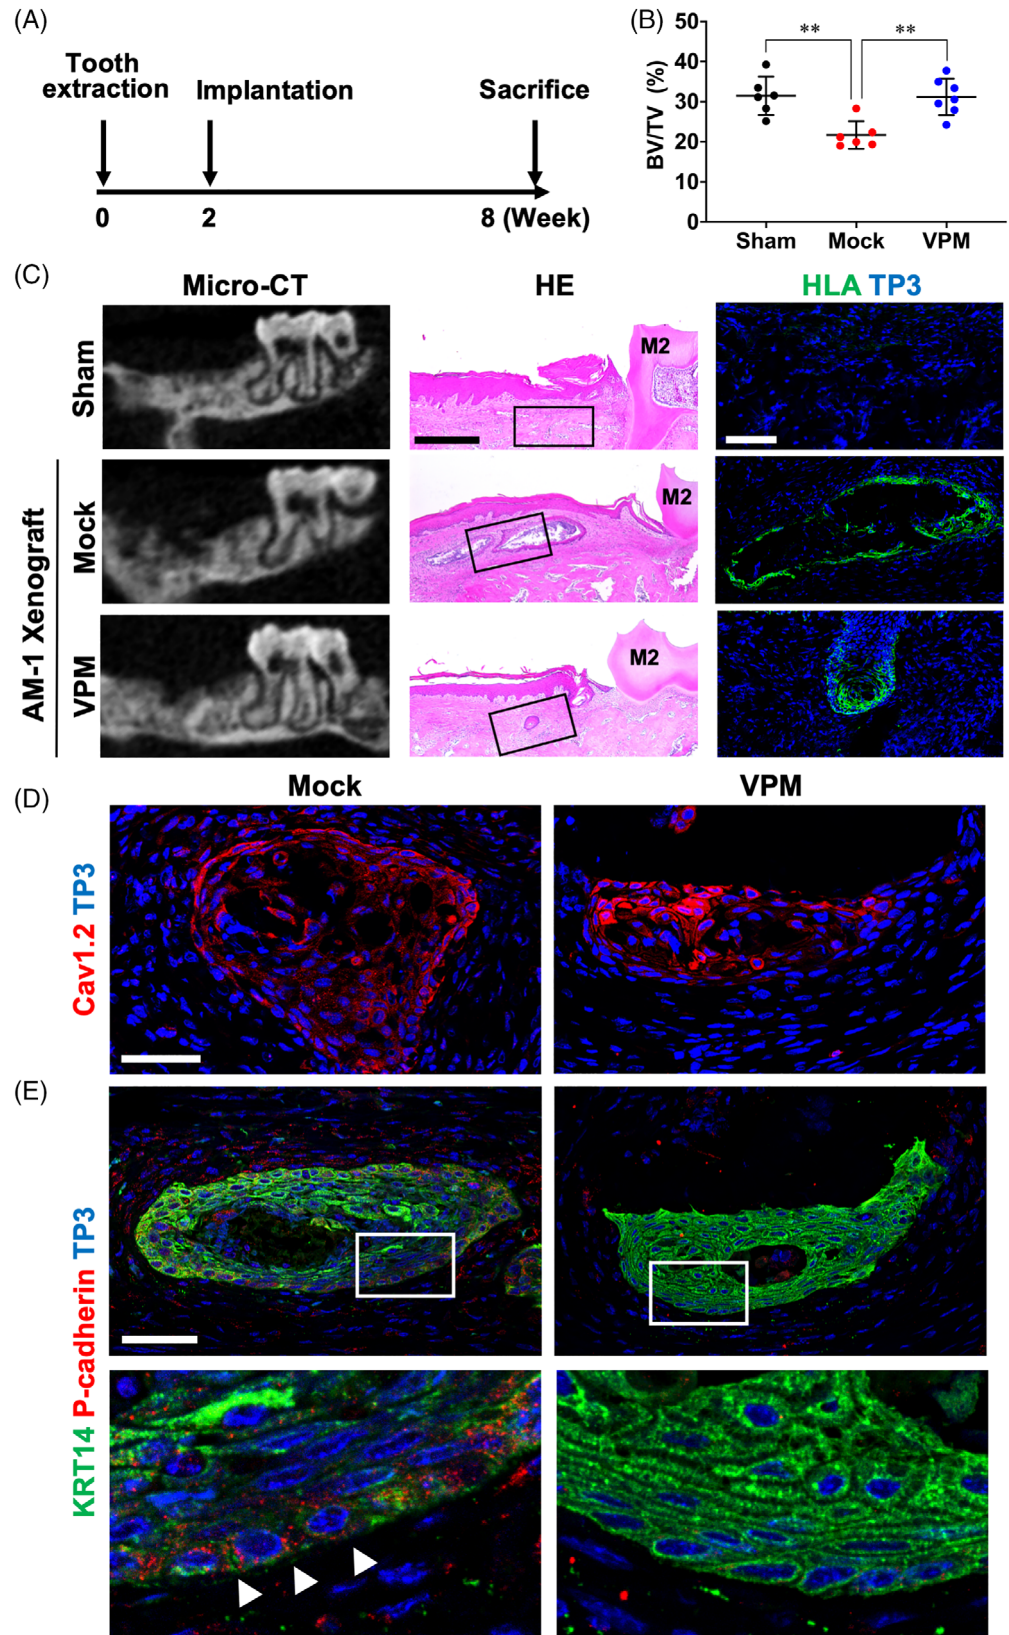 (A)
Tooth
extraction
Implantation
Sacrifice
0
2
8 (Week)
(B)
BV/TV (%)
50
40
30
20
10
0
**
**
Sham
Mock
VPM
(C)
Micro-CT
HE
HLA TP3
Sham
M2
AM-1 Xenograft
Mock
M2
VPM
M2
(D)
Mock
VPM
Cav1.2 TP3
(E)
KRT14 P-cadherin TP3